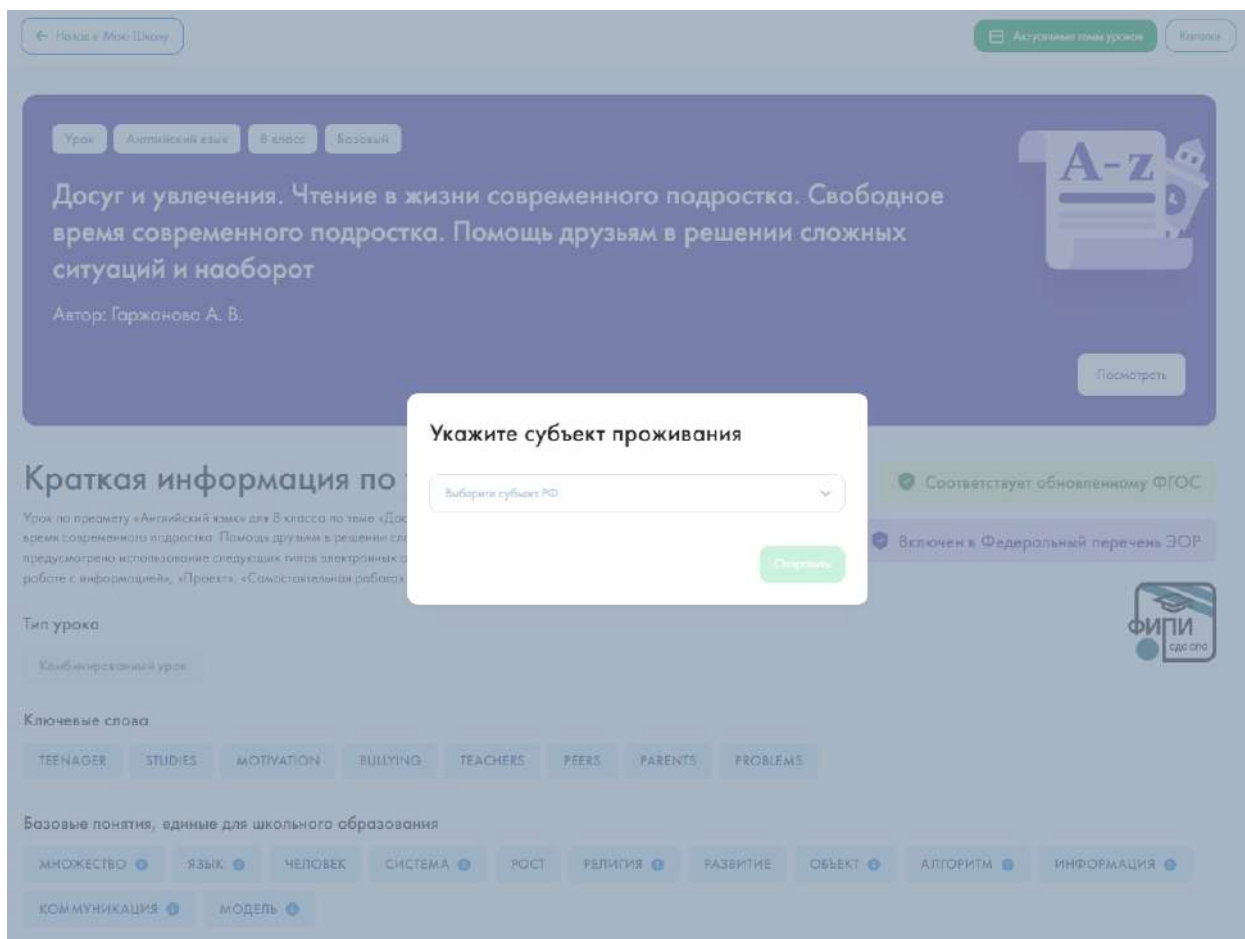 ← Назад в Мою Школу
Актуальные темы уроков
Каталог
Урок
Английский язык
8 класс
Базовый
A-Z
Досуг и увлечения. Чтение в жизни современного подростка. Свободное
время современного подростка. Помощь друзьям в решении сложных
ситуаций и наоборот
Автор: Гаржанова А. В.
Посмотреть
Укажите субъект проживания
Выберите субъект РФ
Отправить
Краткая информация по
Соответствует обновленному ФГОС
Включен в Федеральный перечень ЭОР
Урок по предмету «Английский язык» для 8 класса по теме «Дос
время современного подростка. Помощь друзьям в решении сло
предусмотрено использование следующих типов электронных о
работе с информацией», «Проект», «Самостоятельная работа»
ФИПИ
СДС ОПО
Тип урока
Комбинированный урок
Ключевые слова
TEENAGER
STUDIES
MOTIVATION
BULLYING
TEACHERS
PEERS
PARENTS
PROBLEMS
Базовые понятия, единые для школьного образования
МНОЖЕСТВО
ЯЗЫК
ЧЕЛОВЕК
СИСТЕМА
РОСТ
РЕЛИГИЯ
РАЗВИТИЕ
ОБЪЕКТ
АЛГОРИТМ
ИНФОРМАЦИЯ
КОММУНИКАЦИЯ
МОДЕЛЬ